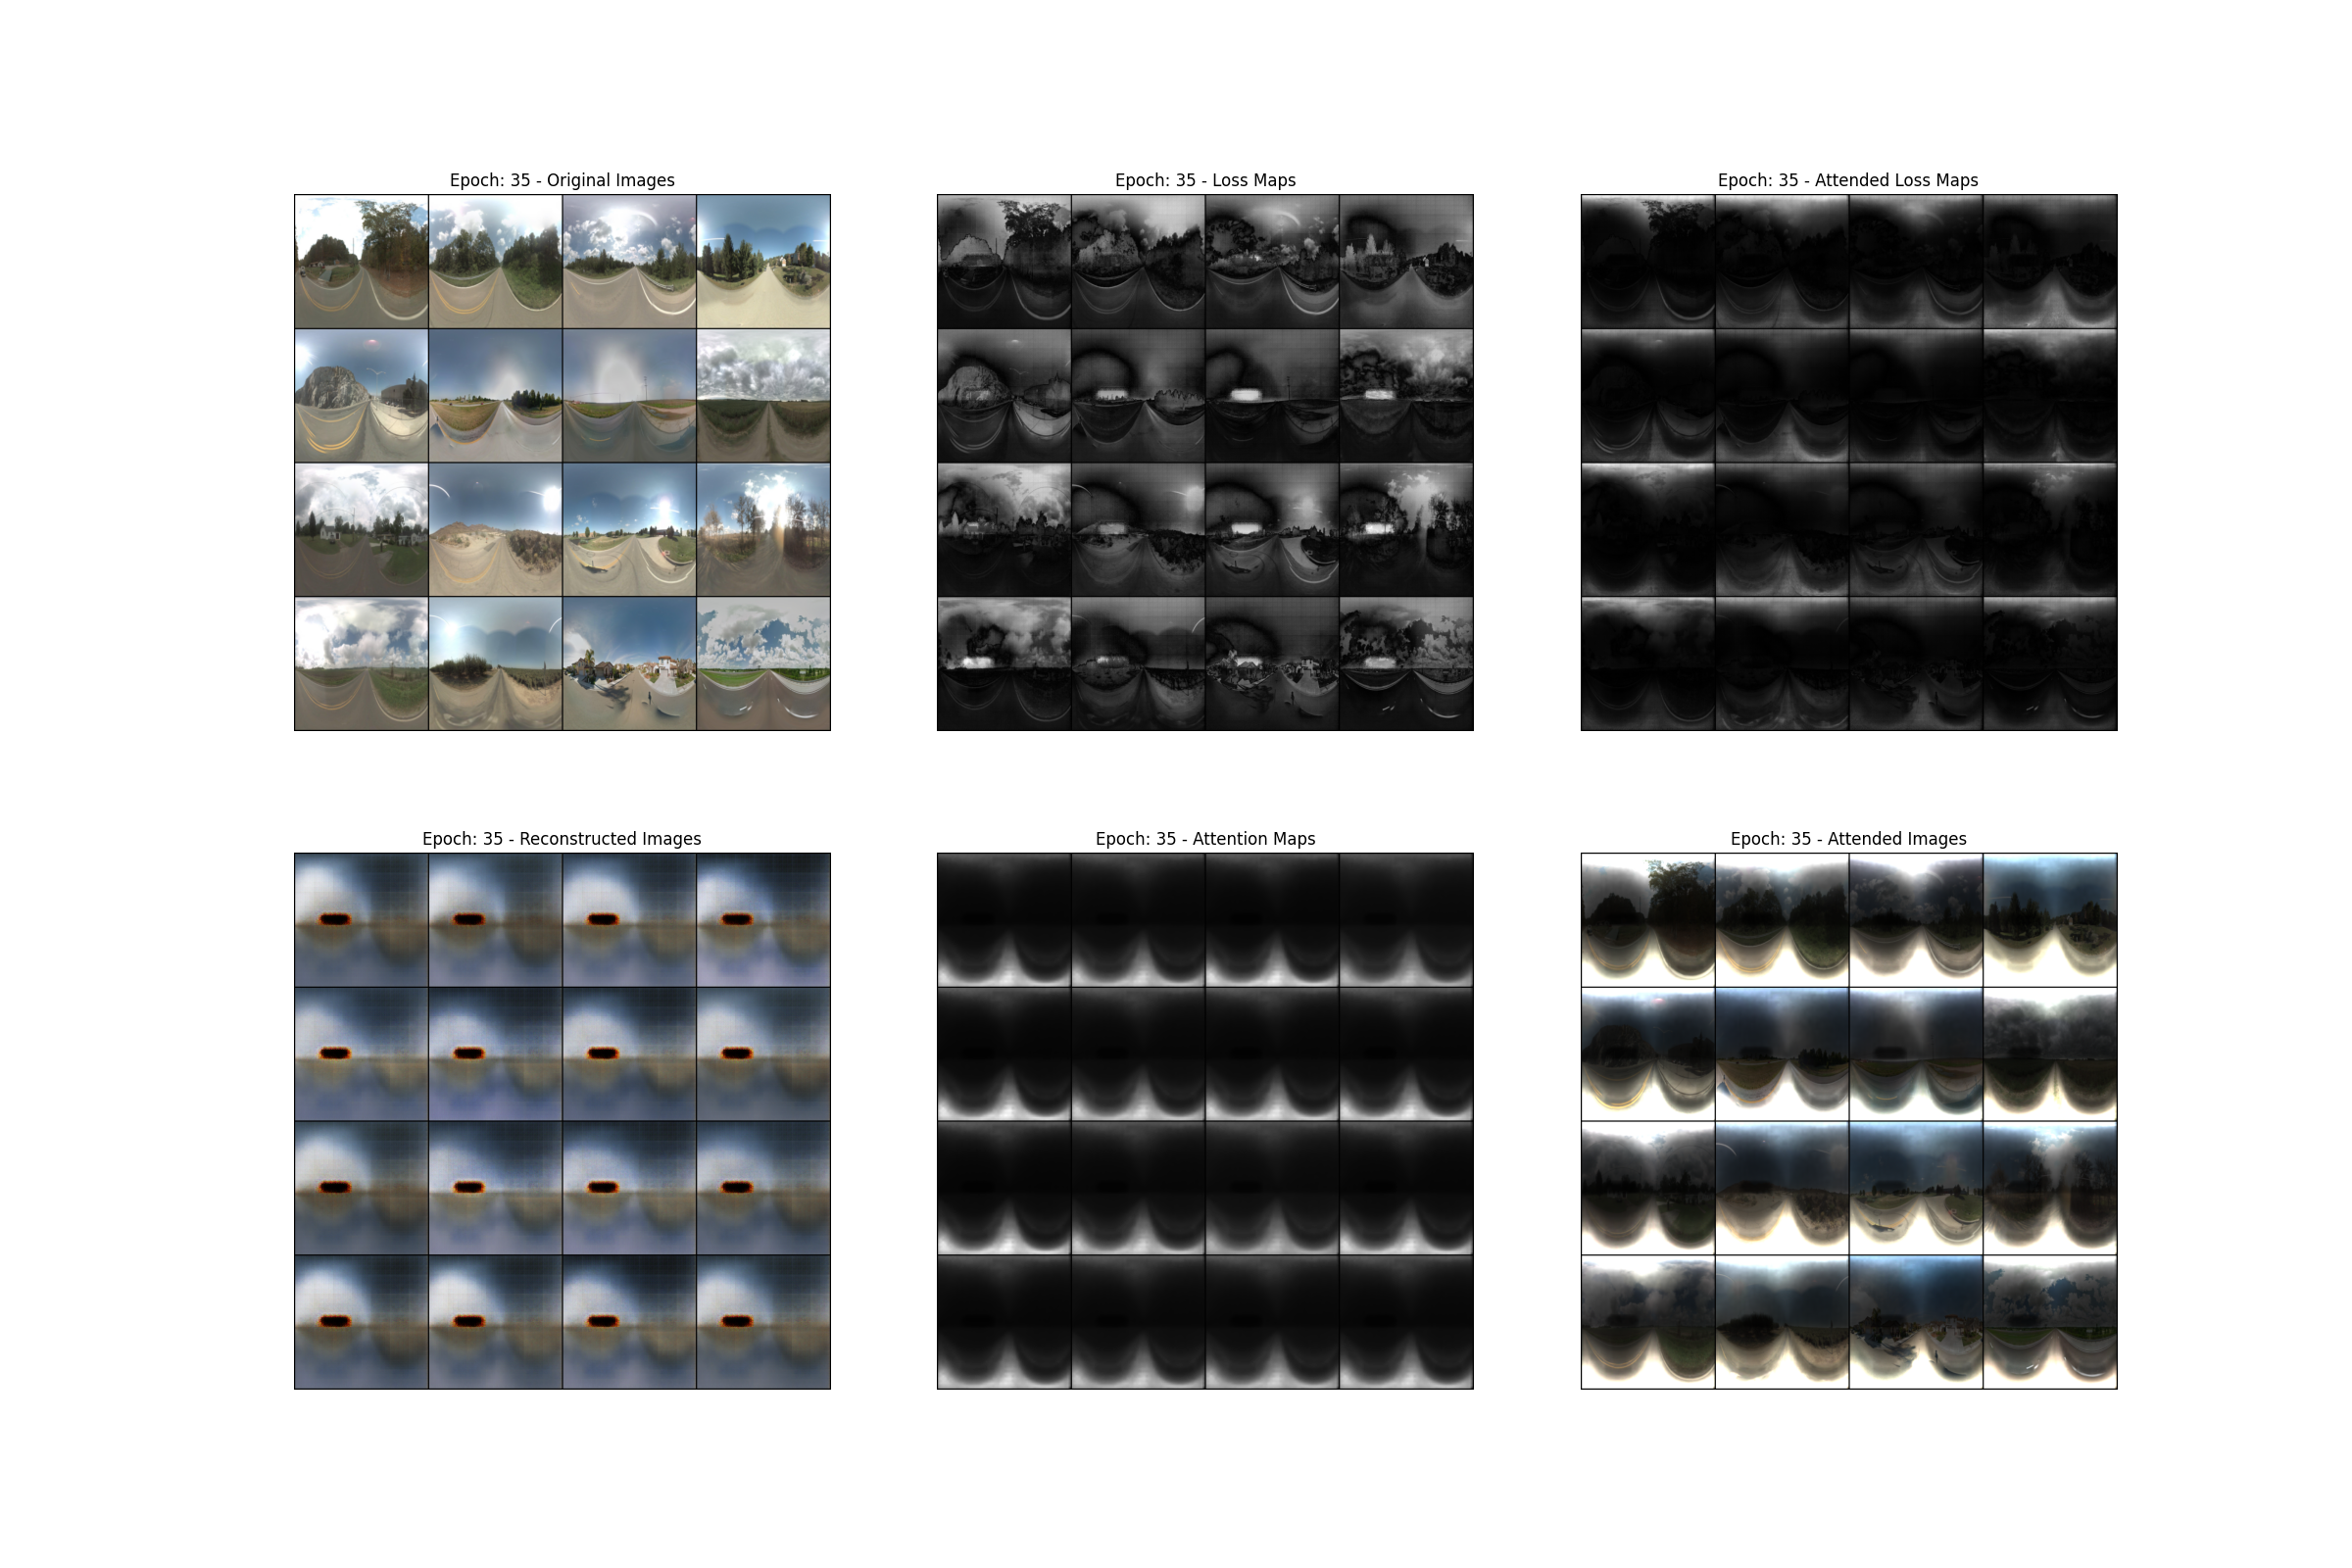 Epoch: 35 - Original Images
Epoch: 35 - Loss Maps
Epoch: 35 - Attended Loss Maps
Epoch: 35 - Reconstructed Images
Epoch: 35 - Attention Maps
Epoch: 35 - Attended Images